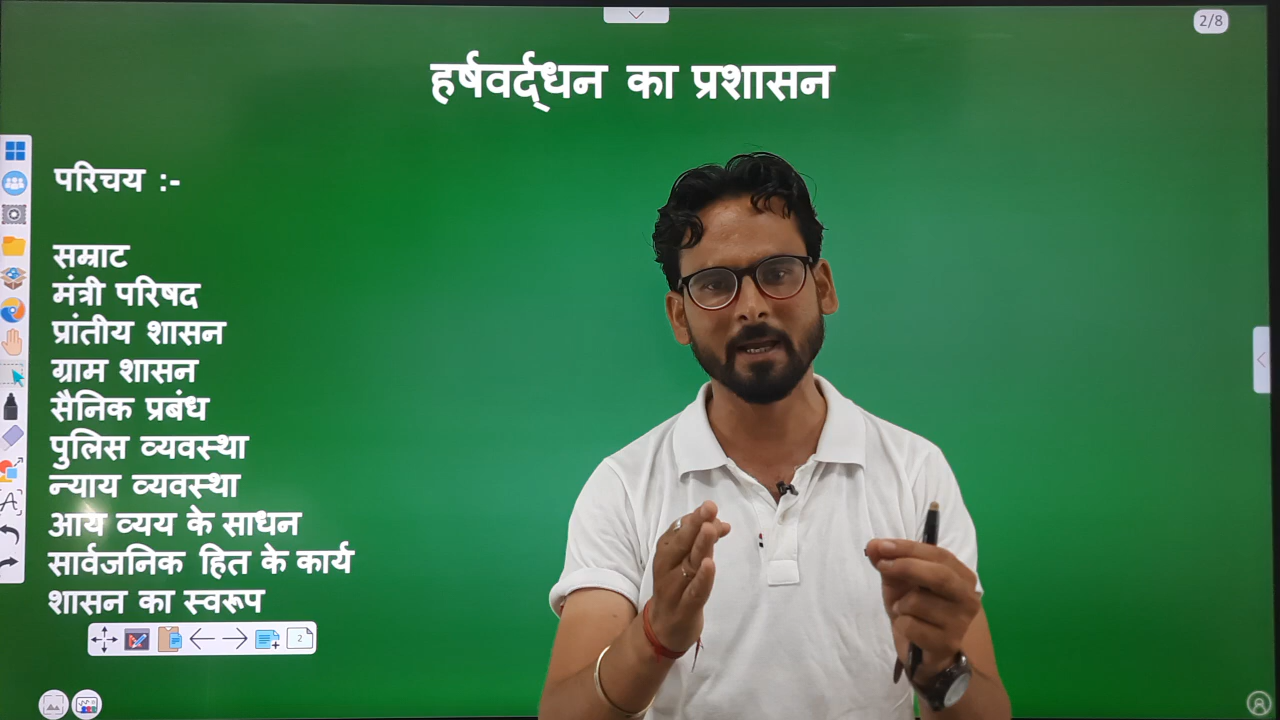 2/8
हर्षवर्द्धन का प्रशासन
परिचय :-
सम्राट
मंत्री परिषद
प्रांतीय शासन
ग्राम शासन
सैनिक प्रबंध
पुलिस व्यवस्था
न्याय व्यवस्था
आय व्यय के साधन
सार्वजनिक हित के कार्य
शासन का स्वरूप
2